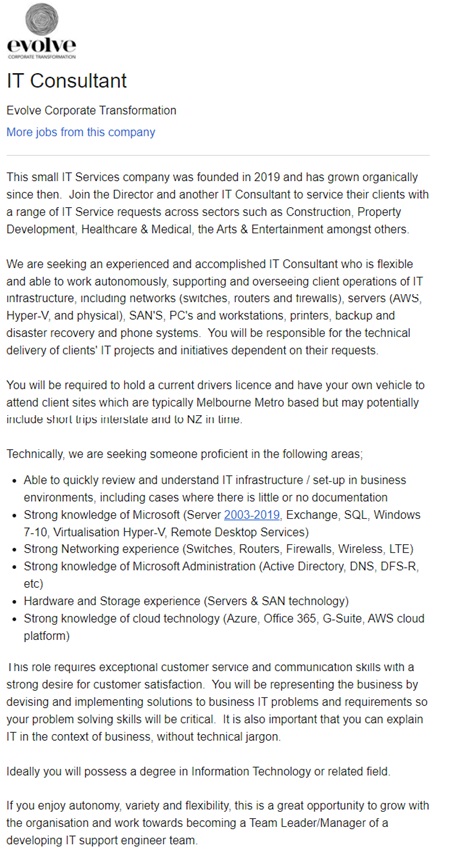 evolve
CORPORATE TRANSFORMATION
IT Consultant
Evolve Corporate Transformation
More jobs from this company
This small IT Services company was founded in 2019 and has grown organically
since then.  Join the Director and another IT Consultant to service their clients with
a range of IT Service requests across sectors such as Construction, Property
Development, Healthcare & Medical, the Arts & Entertainment amongst others.
We are seeking an experienced and accomplished IT Consultant who is flexible
and able to work autonomously, supporting and overseeing client operations of IT
infrastructure, including networks (switches, routers and firewalls), servers (AWS,
Hyper-V, and physical), SAN'S, PC's and workstations, printers, backup and
disaster recovery and phone systems.  You will be responsible for the technical
delivery of clients' IT projects and initiatives dependent on their requests.
You will be required to hold a current drivers licence and have your own vehicle to
attend client sites which are typically Melbourne Metro based but may potentially
include short trips interstate and to NZ in time.
Technically, we are seeking someone proficient in the following areas;
• Able to quickly review and understand IT infrastructure / set-up in business
environments, including cases where there is little or no documentation
• Strong knowledge of Microsoft (Server 2003-2019, Exchange, SQL, Windows
7-10, Virtualisation Hyper-V, Remote Desktop Services)
• Strong Networking experience (Switches, Routers, Firewalls, Wireless, LTE)
• Strong knowledge of Microsoft Administration (Active Directory, DNS, DFS-R,
etc)
• Hardware and Storage experience (Servers & SAN technology)
• Strong knowledge of cloud technology (Azure, Office 365, G-Suite, AWS cloud
platform)
This role requires exceptional customer service and communication skills with a
strong desire for customer satisfaction.  You will be representing the business by
devising and implementing solutions to business IT problems and requirements so
your problem solving skills will be critical.  It is also important that you can explain
IT in the context of business, without technical jargon.
Ideally you will possess a degree in Information Technology or related field.
If you enjoy autonomy, variety and flexibility, this is a great opportunity to grow with
the organisation and work towards becoming a Team Leader/Manager of a
developing IT support engineer team.